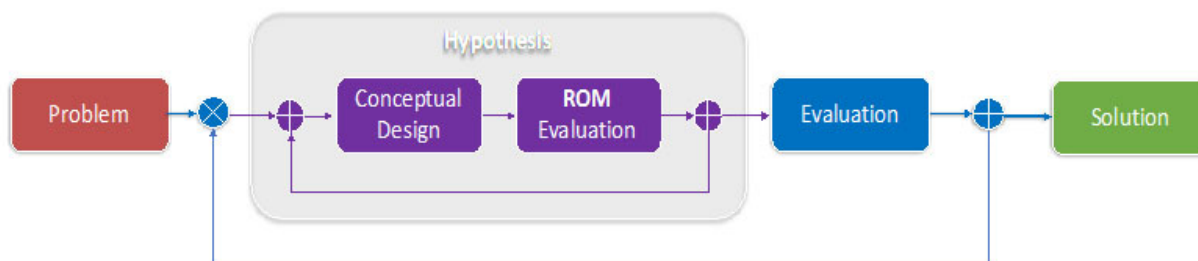 Hypothesis
Problem
Conceptual
Design
ROM
Evaluation
Evaluation
Solution